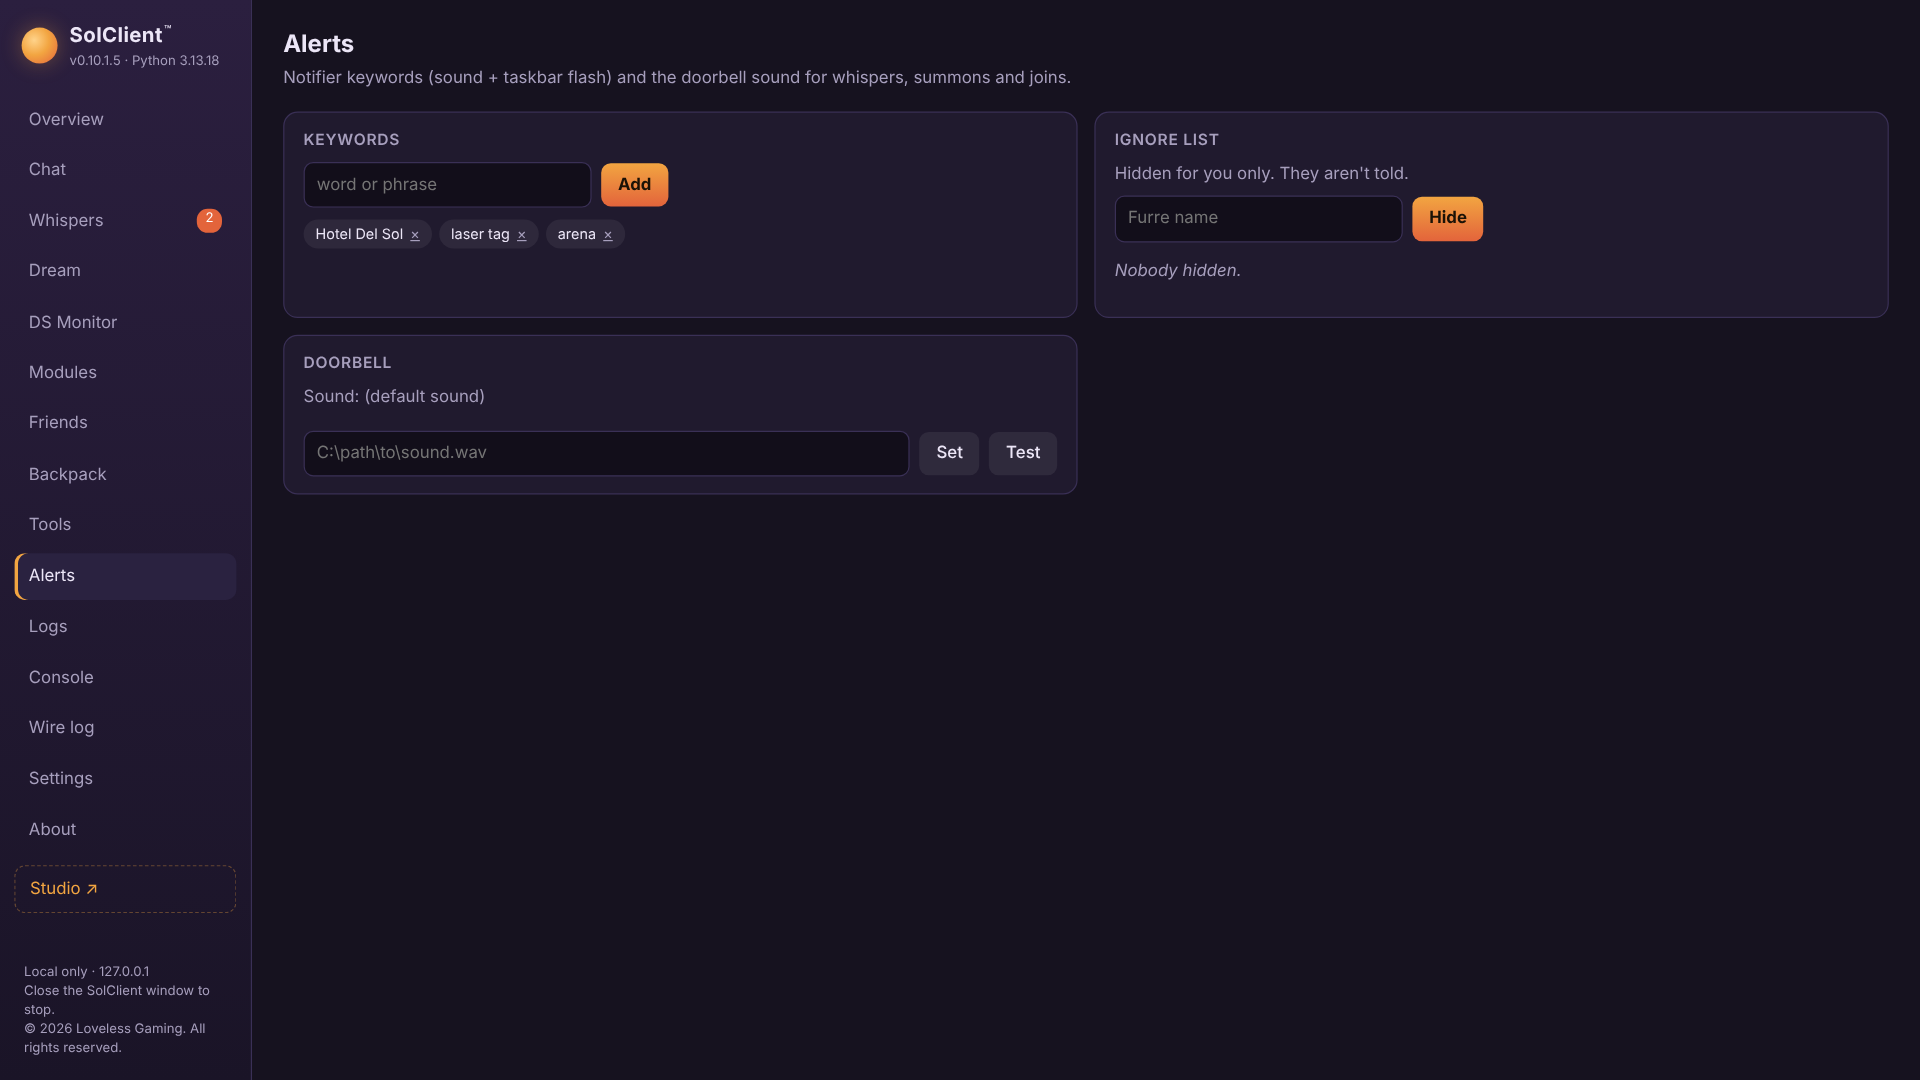 SolClient™
v0.10.1.5 · Python 3.13.18
Overview
Chat
Whispers
2
Dream
DS Monitor
Modules
Friends
Backpack
Tools
Alerts
Logs
Console
Wire log
Settings
About
Studio ↗
Local only · 127.0.0.1
Close the SolClient window to
stop.
© 2026 Loveless Gaming. All
rights reserved.
Alerts
Notifier keywords (sound + taskbar flash) and the doorbell sound for whispers, summons and joins.
KEYWORDS
word or phrase
Add
Hotel Del Sol ×
laser tag ×
arena ×
IGNORE LIST
Hidden for you only. They aren't told.
Furre name
Hide
Nobody hidden.
DOORBELL
Sound: (default sound)
C:\path\to\sound.wav
Set
Test